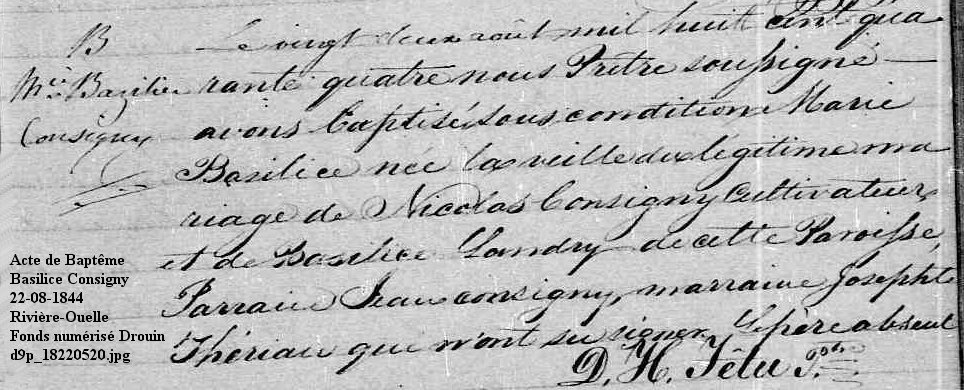 B
M.ie Bazilice
Consigny
Le vingt deux août mil huit cent qua
rante quatre nous Prêtre soussigné
avons baptisé, sous condition Marie
Basilice née la veille du légitime ma
riage de Nicolas Consigny Cultivateur,
et de Basilice Landry de cette Paroisse,
Parrain Jean Consigny, marraine Josephte
Thériau qui n'ont su signer. Le père absent
D. H. Têtu Ptre
Acte de Baptême
Basilice Consigny
22-08-1844
Rivière-Ouelle
Fonds numérisé Drouin
d9p_18220520.jpg